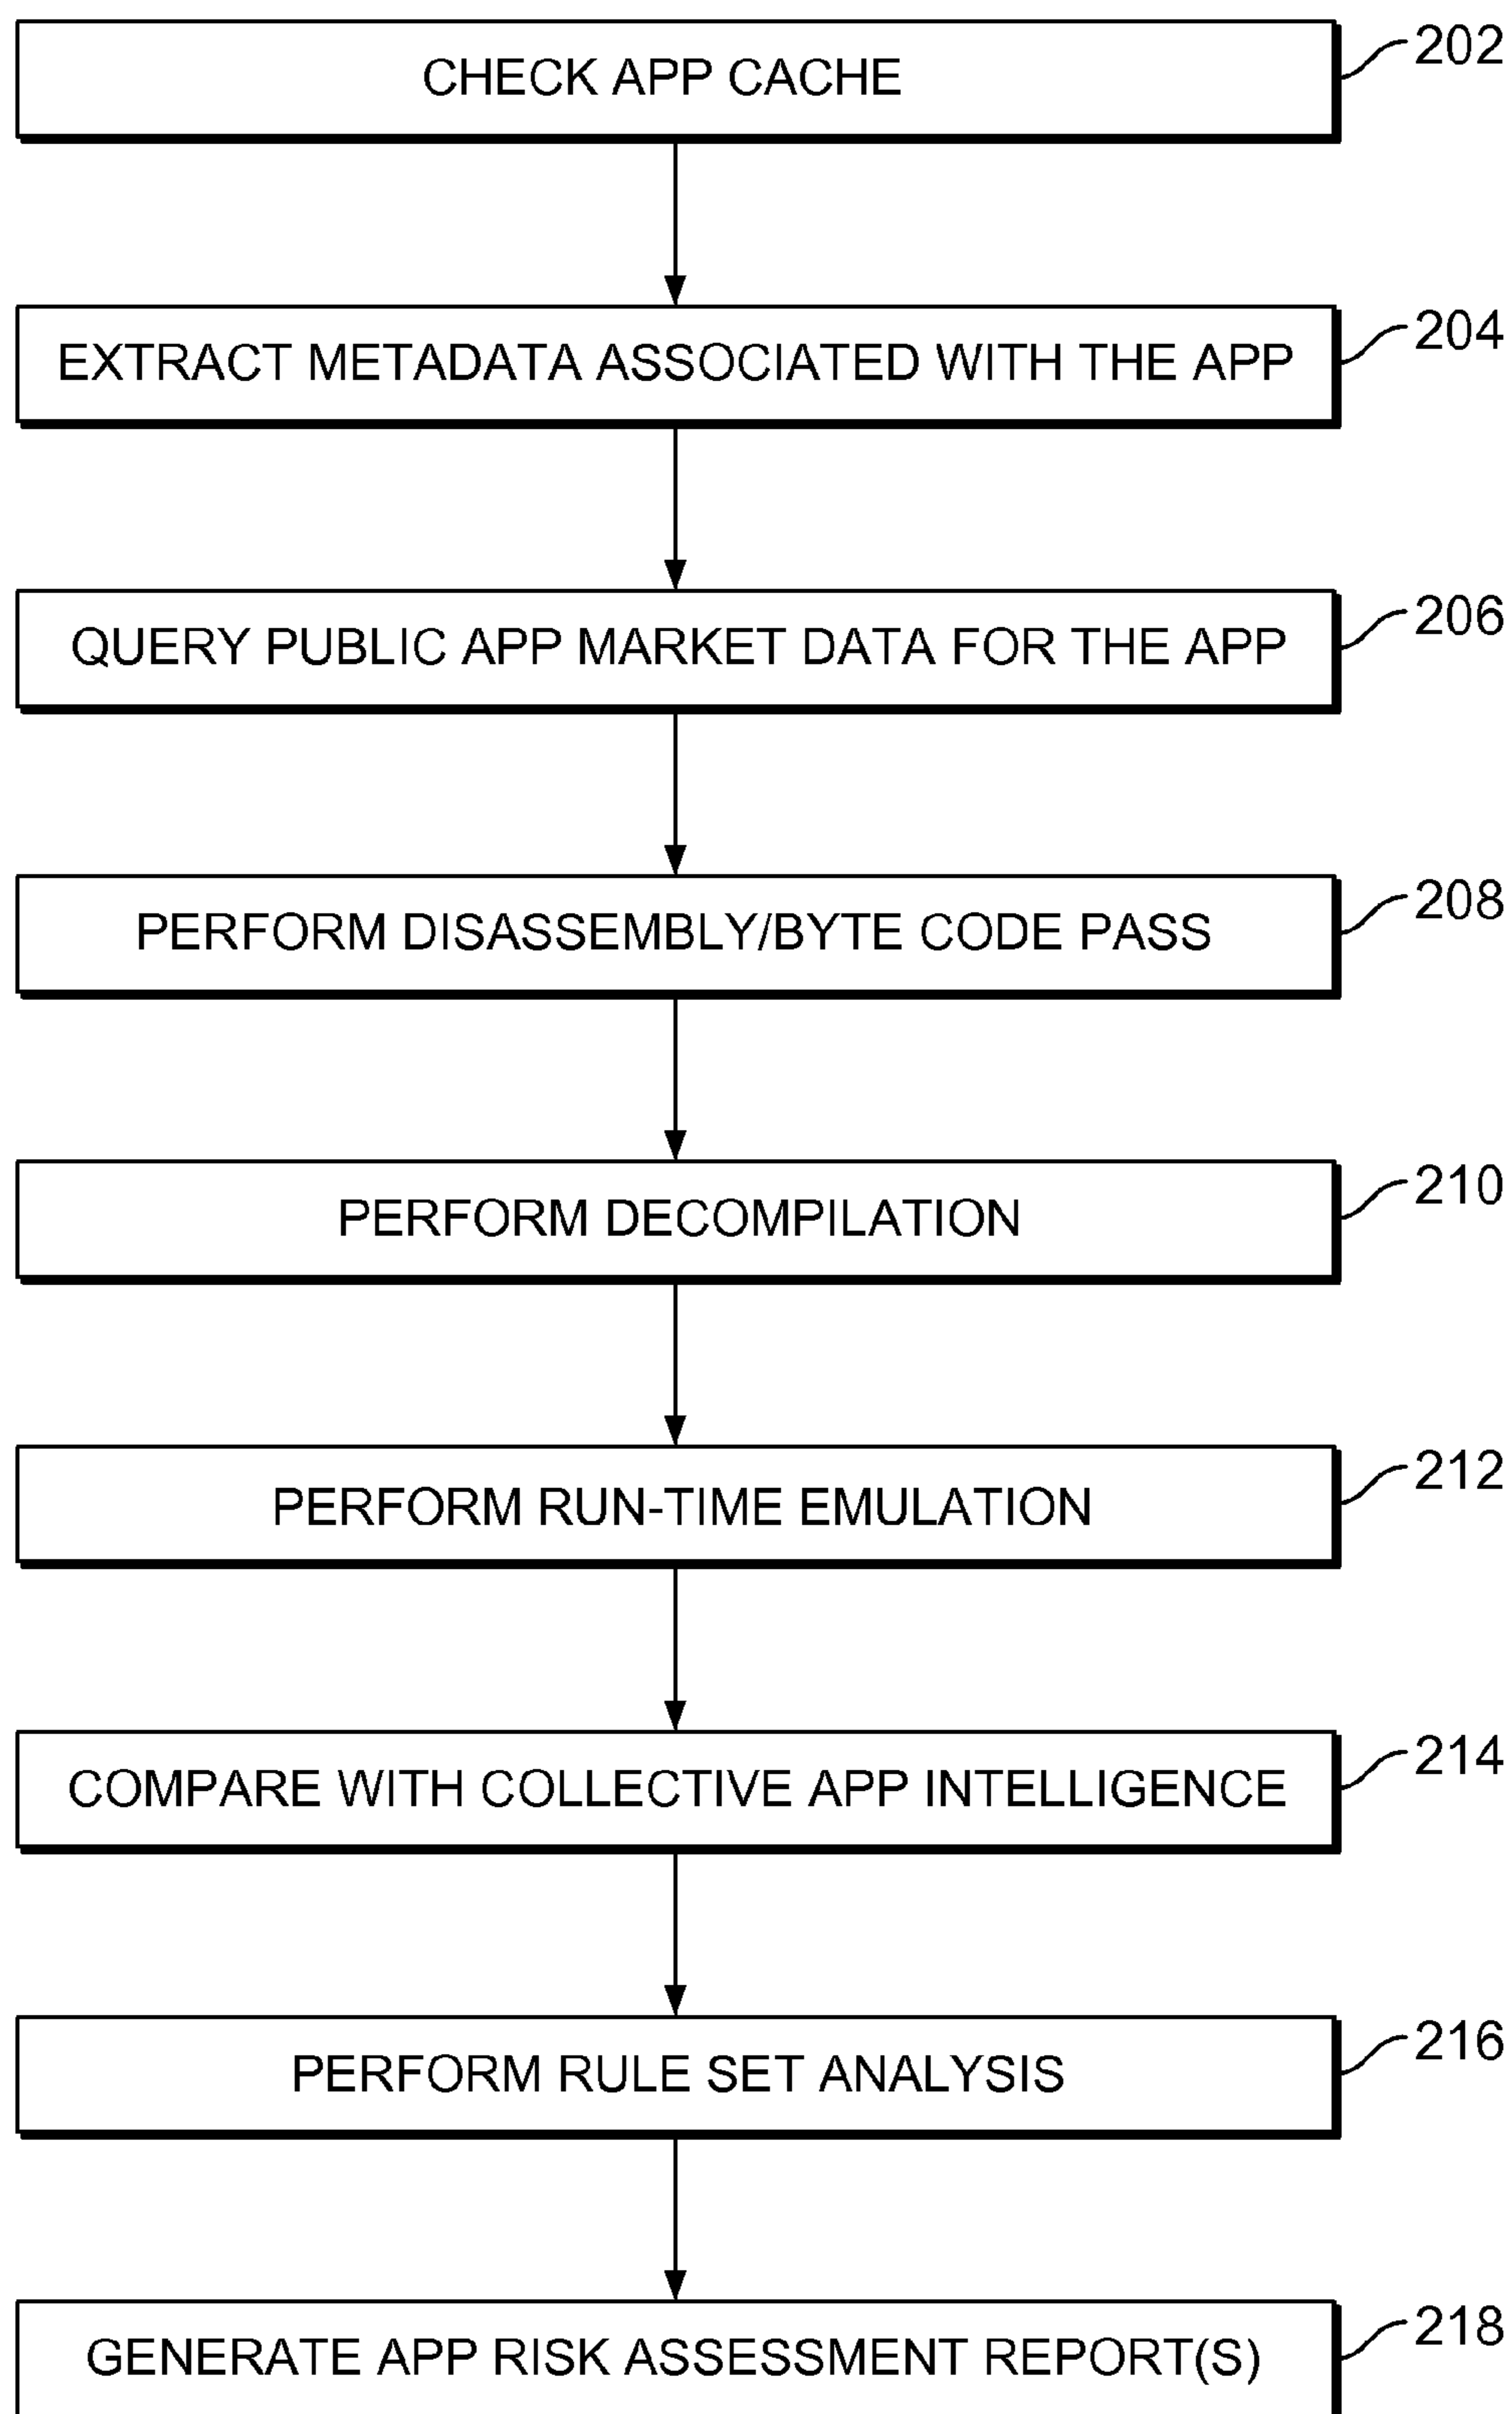 CHECK APP CACHE
202
EXTRACT METADATA ASSOCIATED WITH THE APP
204
QUERY PUBLIC APP MARKET DATA FOR THE APP
206
PERFORM DISASSEMBLY/BYTE CODE PASS
208
PERFORM DECOMPILATION
210
PERFORM RUN-TIME EMULATION
212
COMPARE WITH COLLECTIVE APP INTELLIGENCE
214
PERFORM RULE SET ANALYSIS
216
GENERATE APP RISK ASSESSMENT REPORT(S)
218